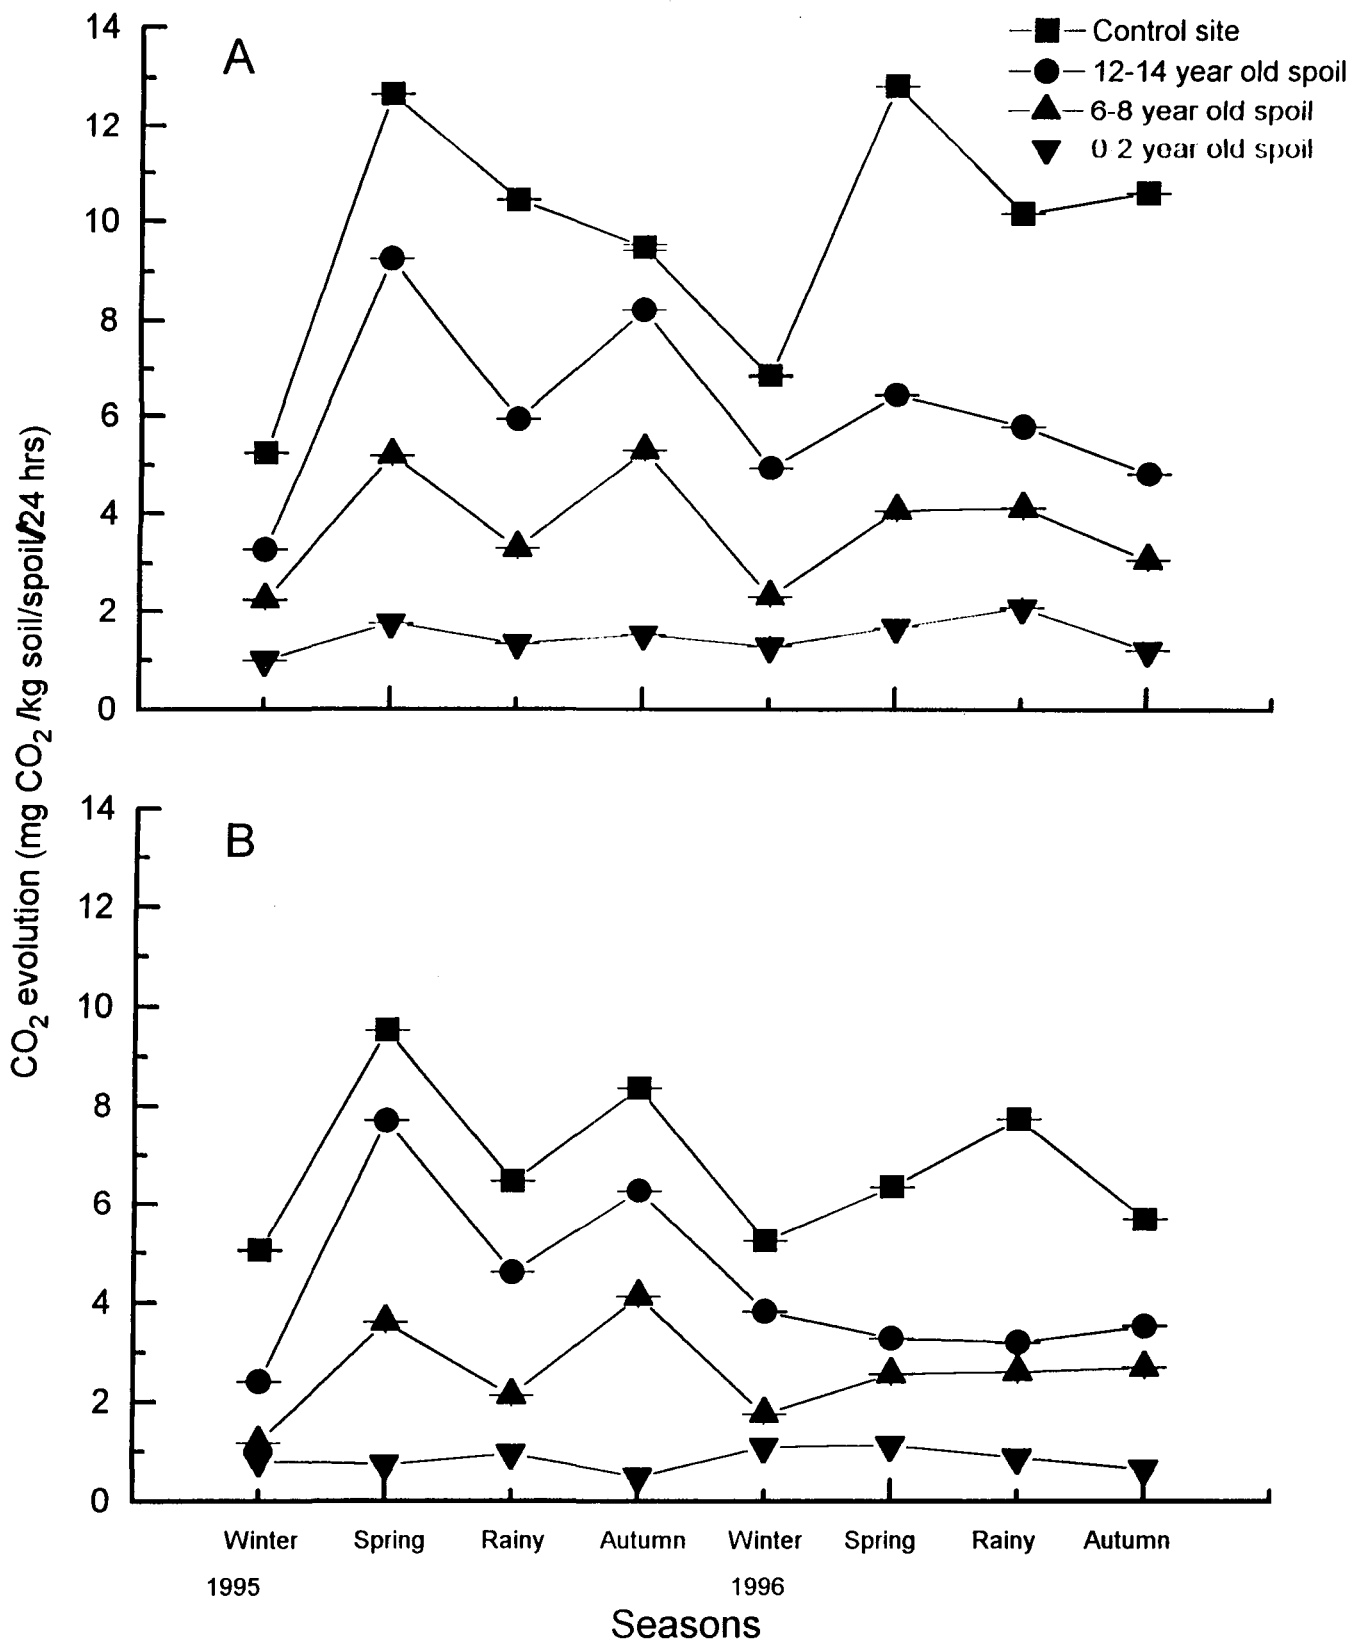 A
Control site
12-14 year old spoil
6-8 year old spoil
0 2 year old spoil
14
12
10
8
6
4
2
0
CO2 evolution (mg CO2 /kg soil/spoil/24 hrs)
B
14
12
10
8
6
4
2
0
Winter Spring Rainy Autumn Winter Spring Rainy Autumn
1995 1996
Seasons